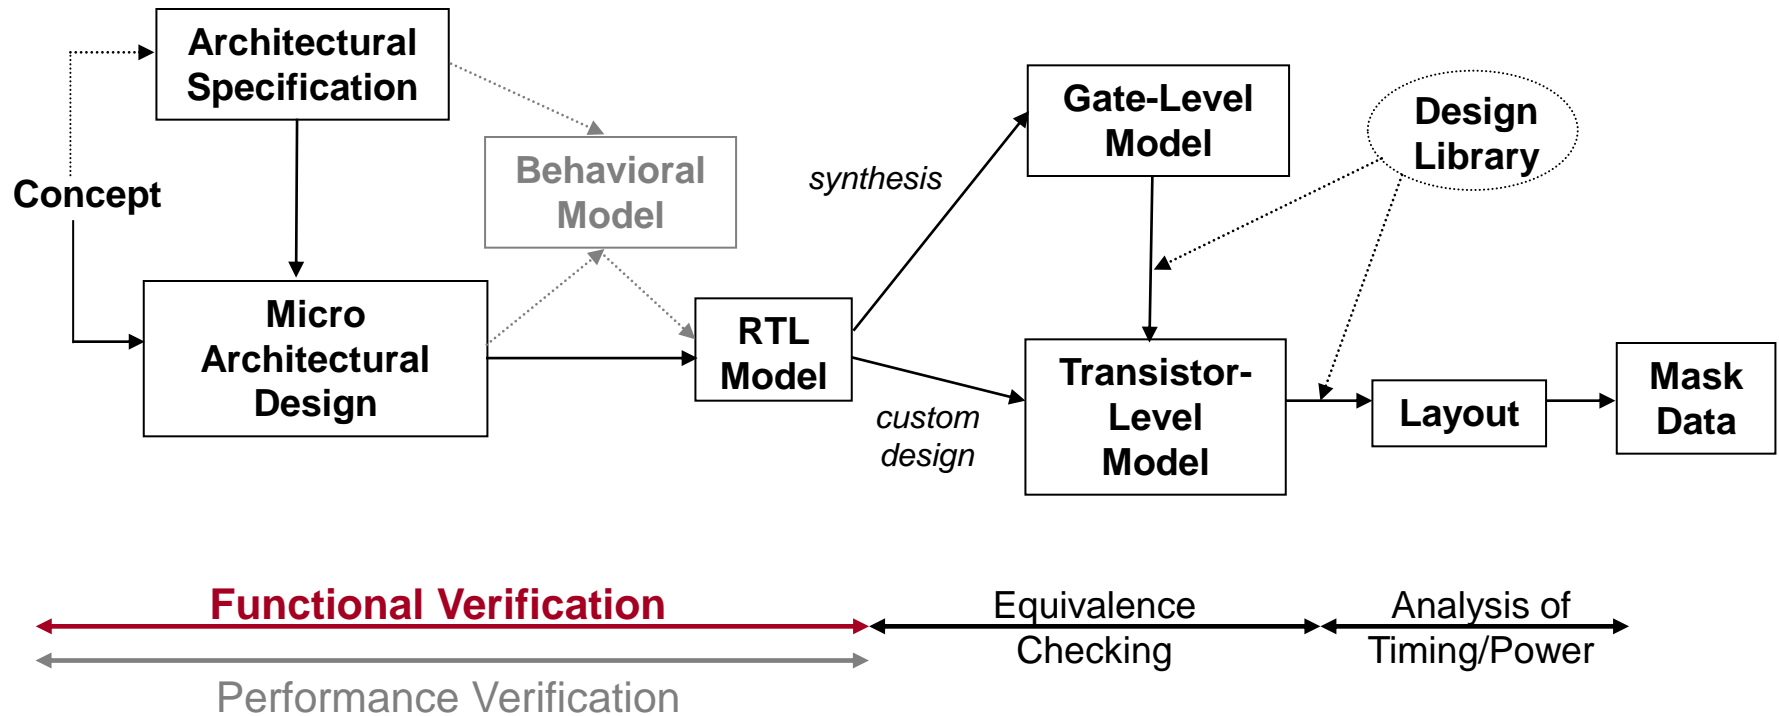 Architectural
Specification
Concept
Micro
Architectural
Design
Behavioral
Model
RTL
Model
synthesis
custom
design
Gate-Level
Model
Transistor-
Level
Model
Design
Library
Layout
Mask
Data
Functional Verification
Performance Verification
Equivalence
Checking
Analysis of
Timing/Power